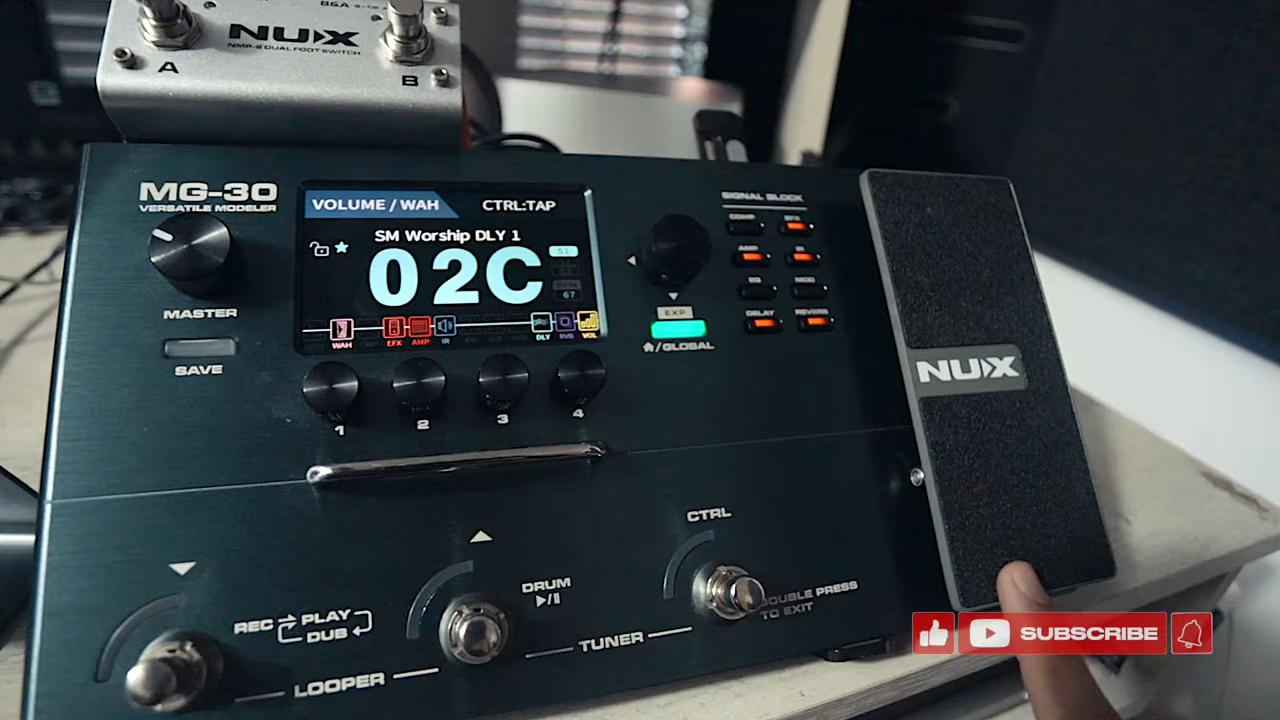 B&A
NUX
NMP-2 DUAL FOOT SWITCH
A
B
MG-30
VERSATILE MODELER
VOLUME / WAH
CTRL:TAP
SM Worship DLY 1
02C
S1
67
WAH
EFX
AMP
IR
DLY
RVB
VOL
MASTER
SAVE
1
2
3
4
EXP
/GLOBAL
SIGNAL BLOCK
COMP
EFX
AMP
IR
EQ
MOD
DELAY
REVERB
NUX
CTRL
DRUM
REC
PLAY
DUB
LOOPER
TUNER
DOUBLE PRESS
TO EXIT
SUBSCRIBE